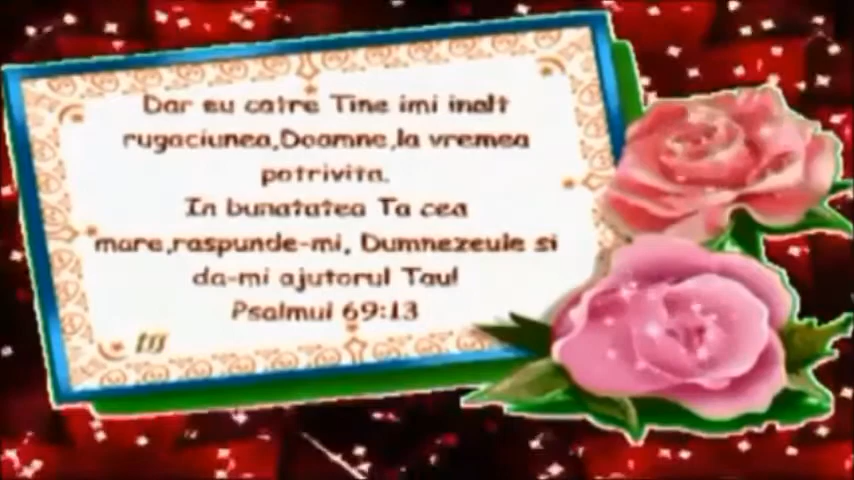 Dar eu catre Tine imi inalt
rugaciunea,Doamne,la vremea
potrivita.
In bunatatea Ta cea
mare,raspunde-mi, Dumnezeule si
da-mi ajutorul Tau!
Psalmul 69:13